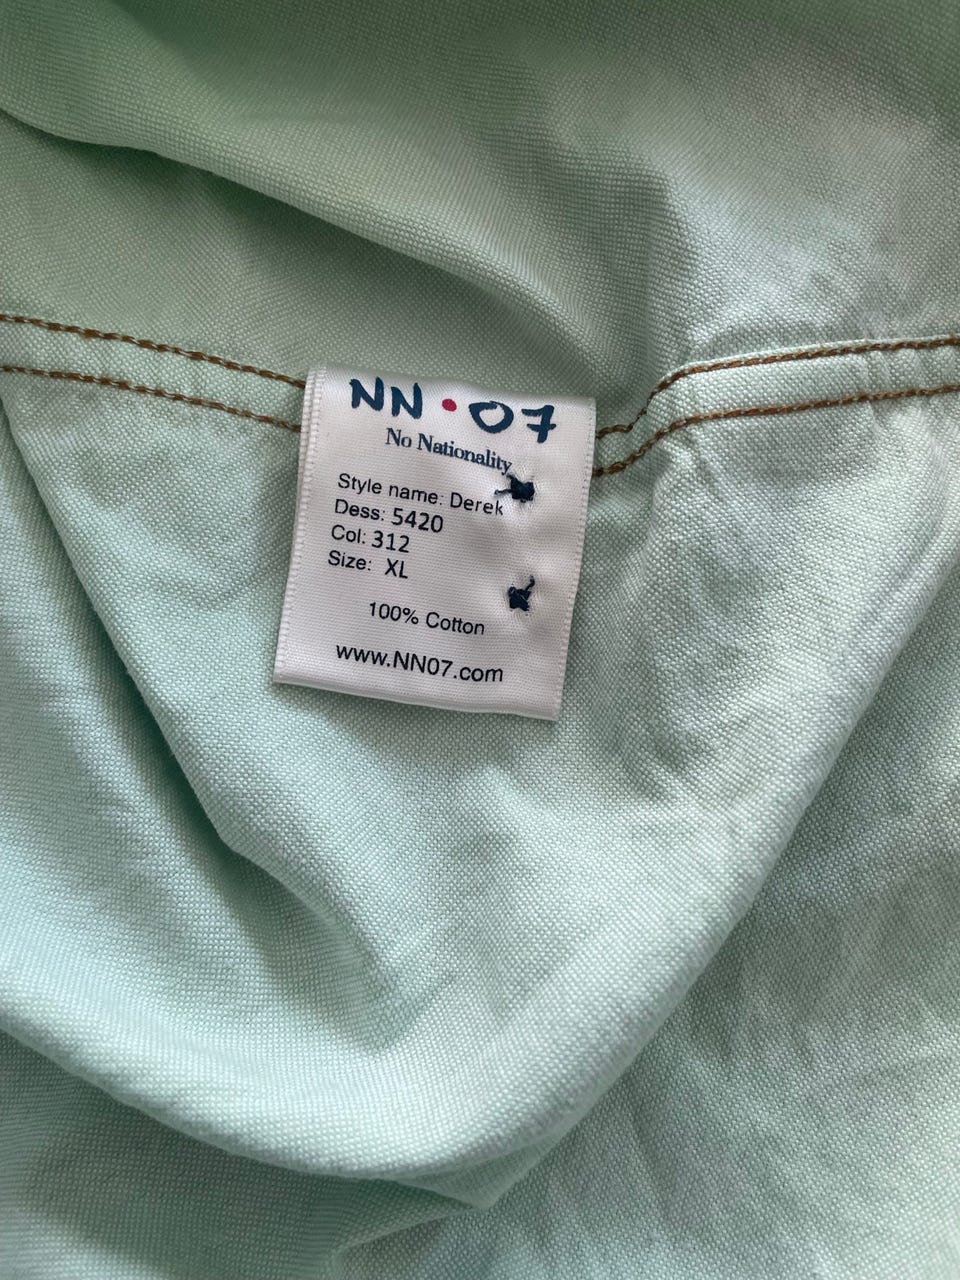 NN•07
No Nationality
Style name: Derek
Dess: 5420
Col: 312
Size: XL
100% Cotton
www.NN07.com